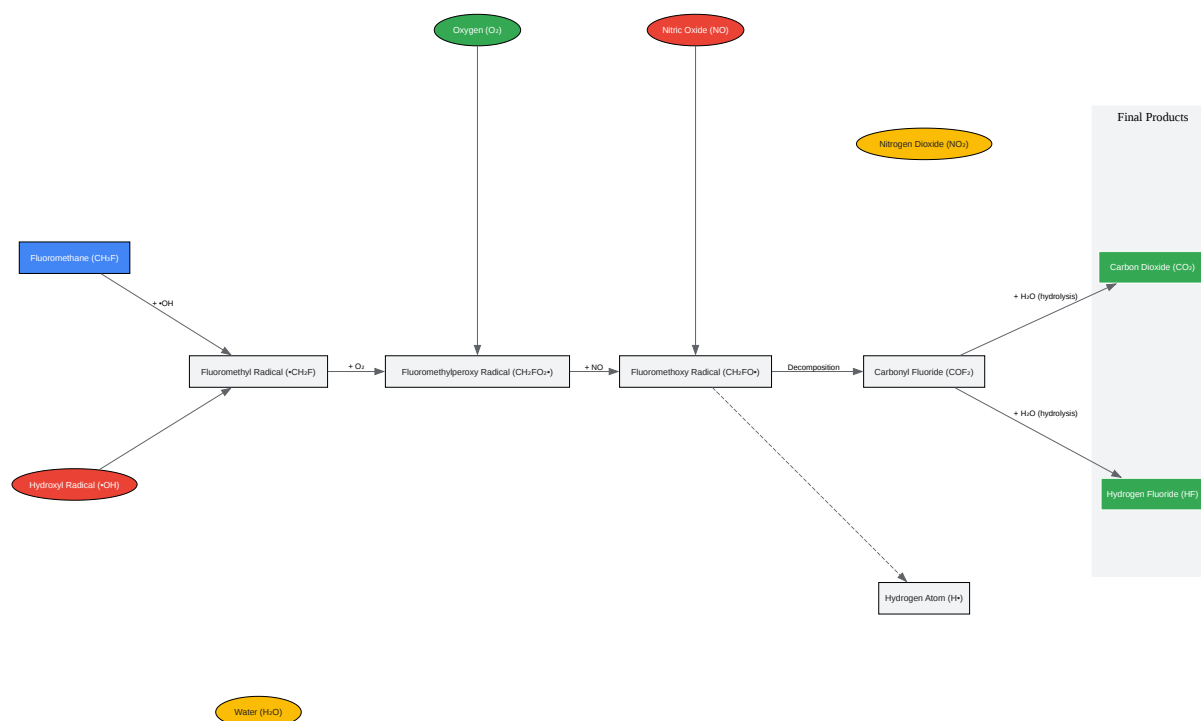 Oxygen (O₂)
Nitric Oxide (NO)
Final Products
Nitrogen Dioxide (NO₂)
Fluoromethane (CH₃F)
Carbon Dioxide (CO₂)
+ H₂O (hydrolysis)
+ •OH
Fluoromethyl Radical (•CH₂F)
+ O₂
Fluoromethylperoxy Radical (CH₂FO₂•)
+ NO
Fluoromethoxy Radical (CH₂FO•)
Decomposition
Carbonyl Fluoride (COF₂)
+ H₂O (hydrolysis)
Hydroxyl Radical (•OH)
Hydrogen Fluoride (HF)
Hydrogen Atom (H•)
Water (H₂O)